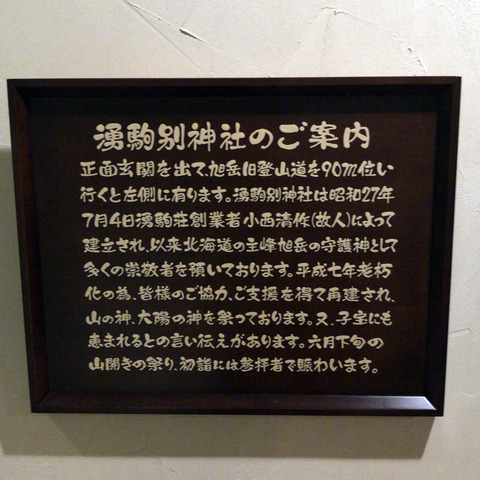 湧駒別神社のご案内
正面玄関を出て、旭岳旧登山道を90m位い
行くと左側に有ります。湧駒別神社は昭和27年
7月4日湧駒荘創業者小西清作(故人)によって
建立され、以来北海道の主峰旭岳の守護神として
多くの崇敬者を頂いております。平成七年老朽
化の為、皆様のご協力、ご支援を得て再建され、
山の神、太陽の神を祭っております。又、子宝にも
恵まれるとの言い伝えがあります。六月下旬の
山開きの祭り、初詣には参拝者で賑わいます。